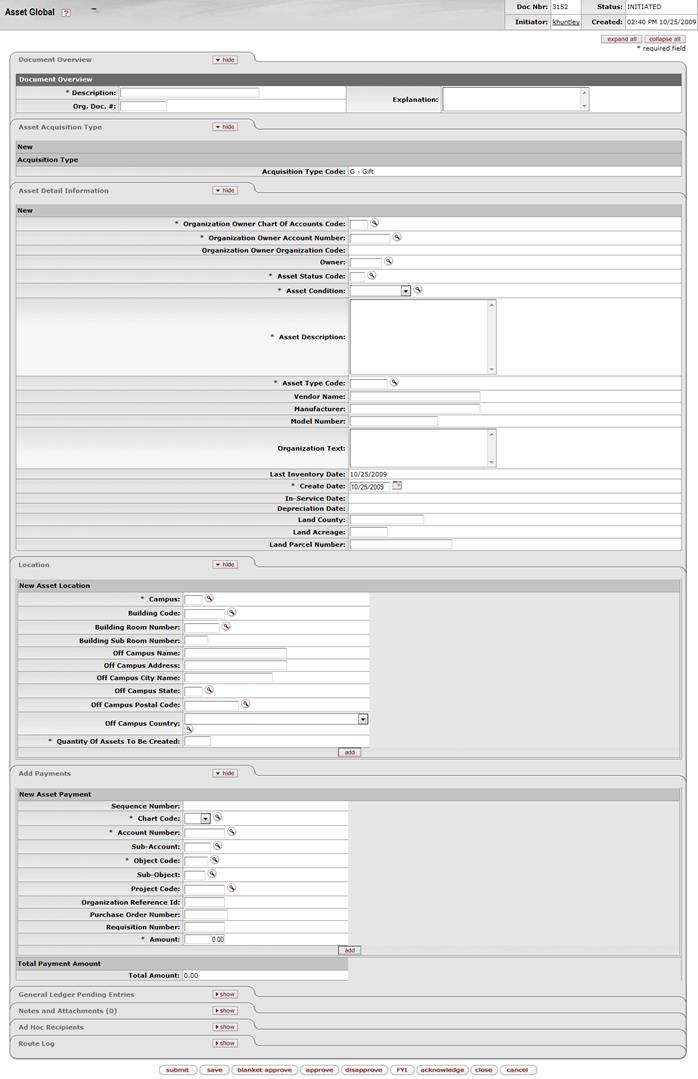 Asset Global ?
Doc Nbr: 3152 Status: INITIATED
Initiator: khuntley Created: 02:40 PM 10/25/2009
expand all collapse all
* required field
Document Overview hide
Document Overview
* Description:
Explanation:
Org. Doc. #:
Asset Acquisition Type hide
New
Acquisition Type
Acquisition Type Code: G - Gift
Asset Detail Information hide
New
* Organization Owner Chart Of Accounts Code:
* Organization Owner Account Number:
Organization Owner Organization Code:
Owner:
* Asset Status Code:
* Asset Condition:
* Asset Description:
* Asset Type Code:
Vendor Name:
Manufacturer:
Model Number:
Organization Text:
Last Inventory Date: 10/25/2009
* Create Date: 10/25/2009
In-Service Date:
Depreciation Date:
Land County:
Land Acreage:
Land Parcel Number:
Location hide
New Asset Location
* Campus:
Building Code:
Building Room Number:
Building Sub Room Number:
Off Campus Name:
Off Campus Address:
Off Campus City Name:
Off Campus State:
Off Campus Postal Code:
Off Campus Country:
* Quantity Of Assets To Be Created:
add
Add Payments hide
New Asset Payment
Sequence Number:
* Chart Code:
* Account Number:
Sub-Account:
* Object Code:
Sub-Object:
Project Code:
Organization Reference Id:
Purchase Order Number:
Requisition Number:
* Amount: 0.00
add
Total Payment Amount
Total Amount: 0.00
General Ledger Pending Entries show
Notes and Attachments (0) show
Ad Hoc Recipients show
Route Log show
submit save blanket approve approve disapprove FYI acknowledge close cancel